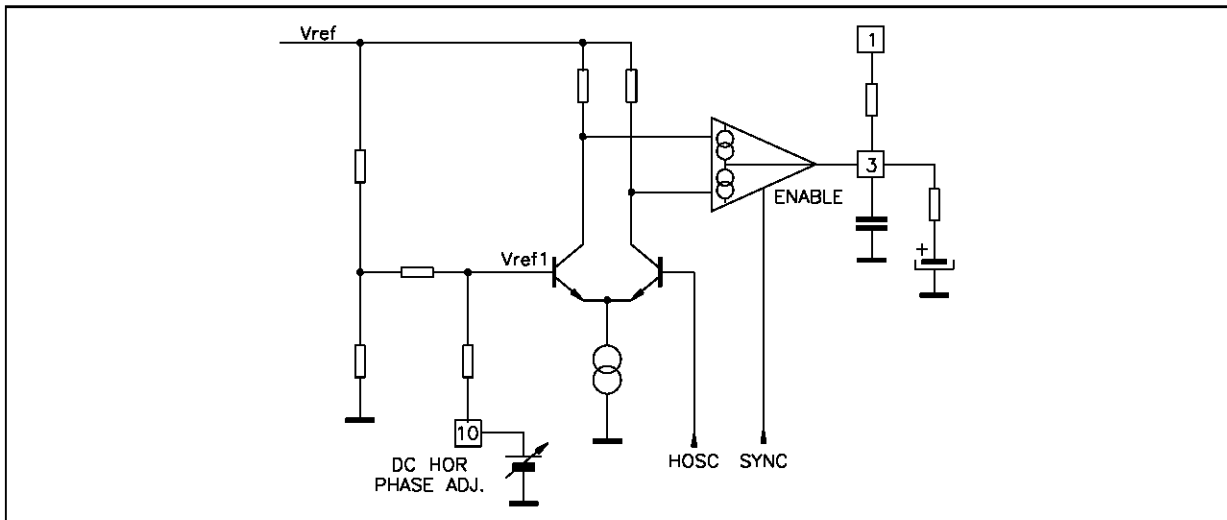 Vref
1
3
ENABLE
Vref1
+
10
DC HOR
PHASE ADJ.
HOSC SYNC